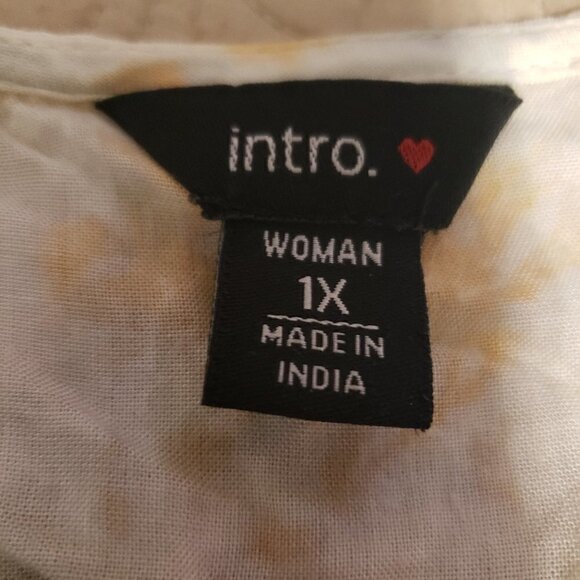 intro. ♥
WOMAN
1X
MADE IN
INDIA